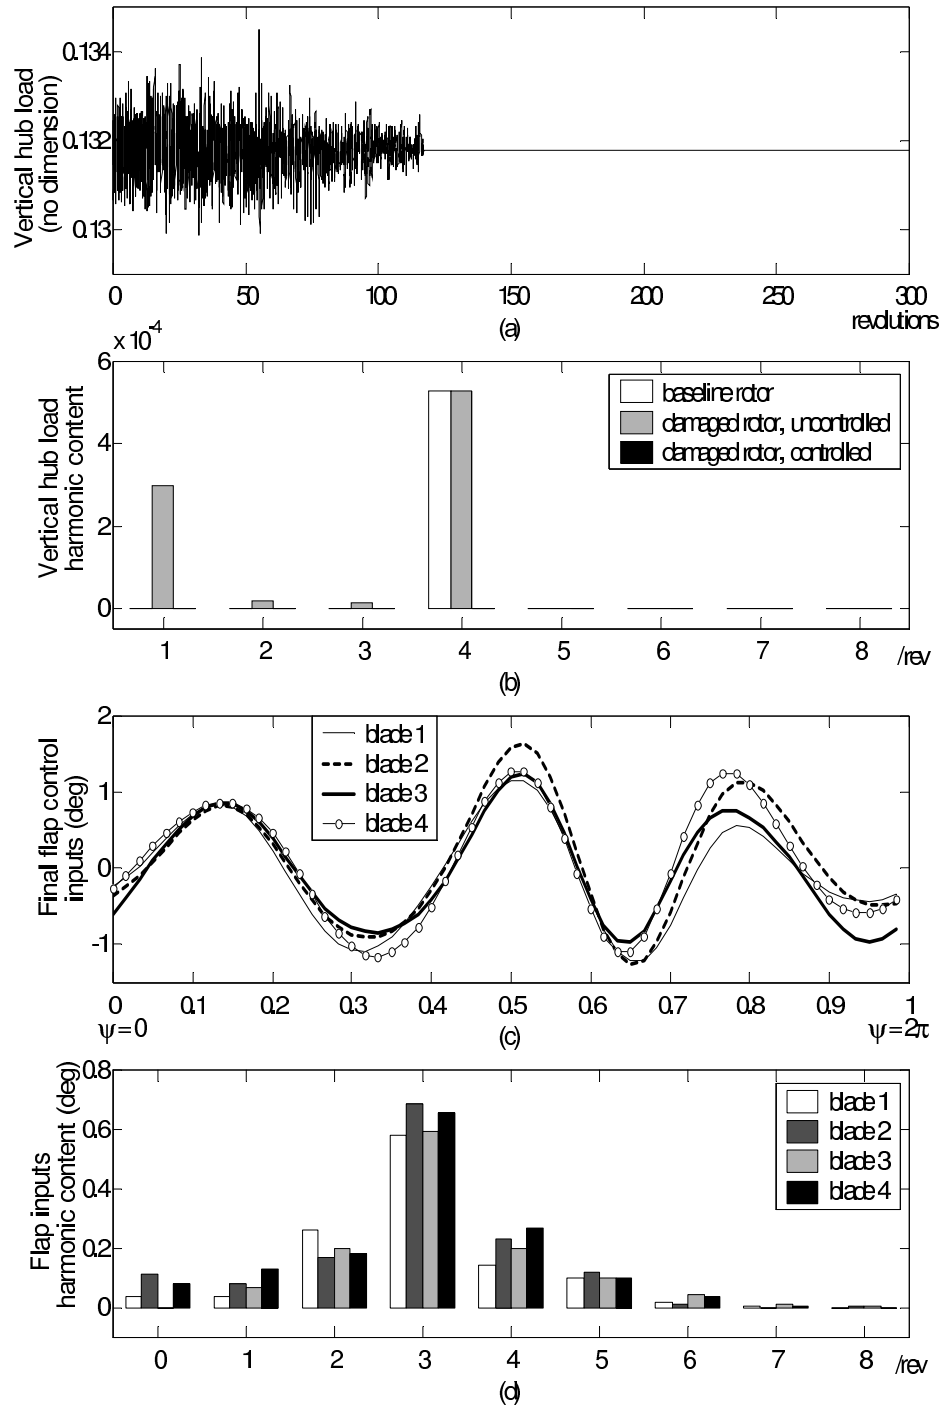 Vertical hub load
(no dimension)
0.134
0.132
0.13
0 50 100 150 200 250 300
revolutions
(a)
x 10-4
Vertical hub load
harmonic content
6
4
2
0
baseline rotor
damaged rotor, uncontrolled
damaged rotor, controlled
1 2 3 4 5 6 7 8 /rev
(b)
Final flap control
inputs (deg)
2
1
0
-1
blade 1
blade 2
blade 3
blade 4
0 0.1 0.2 0.3 0.4 0.5 0.6 0.7 0.8 0.9 1
ψ=0 ψ=2π
(c)
Flap inputs
harmonic content (deg)
0.8
0.6
0.4
0.2
0
blade 1
blade 2
blade 3
blade 4
0 1 2 3 4 5 6 7 8 /rev
(d)